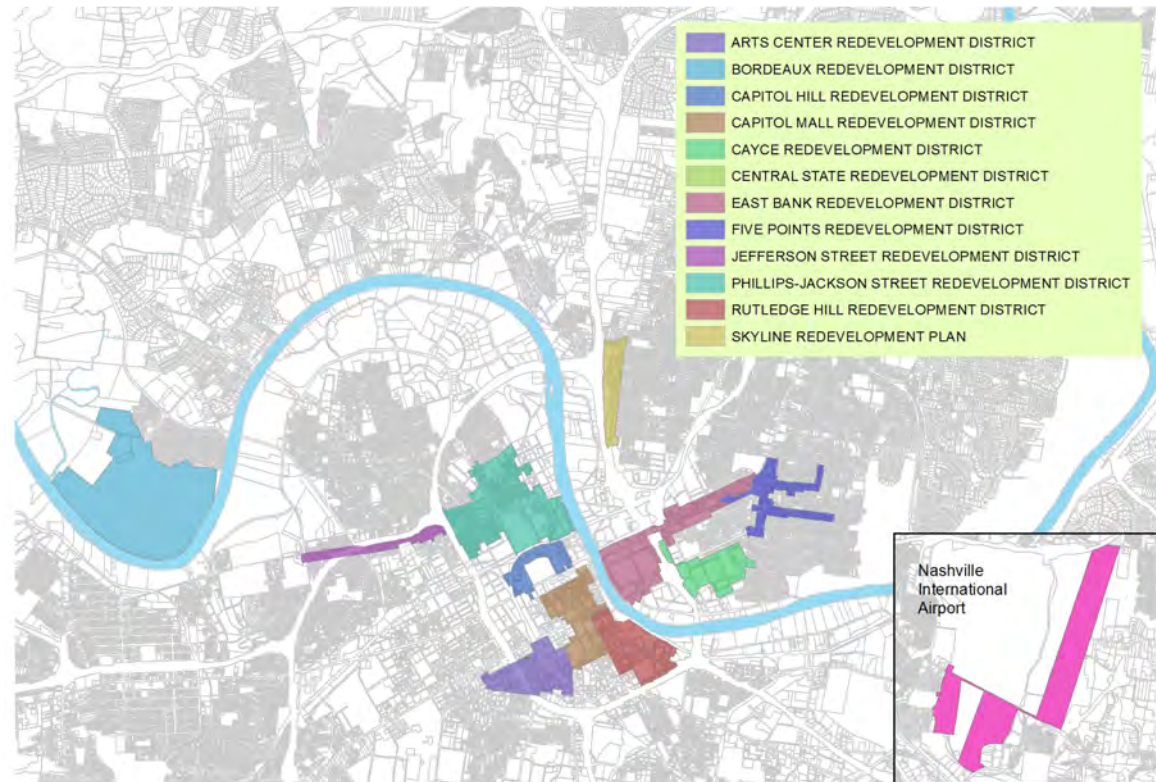 ARTS CENTER REDEVELOPMENT DISTRICT
BORDEAUX REDEVELOPMENT DISTRICT
CAPITOL HILL REDEVELOPMENT DISTRICT
CAPITOL MALL REDEVELOPMENT DISTRICT
CAYCE REDEVELOPMENT DISTRICT
CENTRAL STATE REDEVELOPMENT DISTRICT
EAST BANK REDEVELOPMENT DISTRICT
FIVE POINTS REDEVELOPMENT DISTRICT
JEFFERSON STREET REDEVELOPMENT DISTRICT
PHILLIPS-JACKSON STREET REDEVELOPMENT DISTRICT
RUTLEDGE HILL REDEVELOPMENT DISTRICT
SKYLINE REDEVELOPMENT PLAN
Nashville
International
Airport